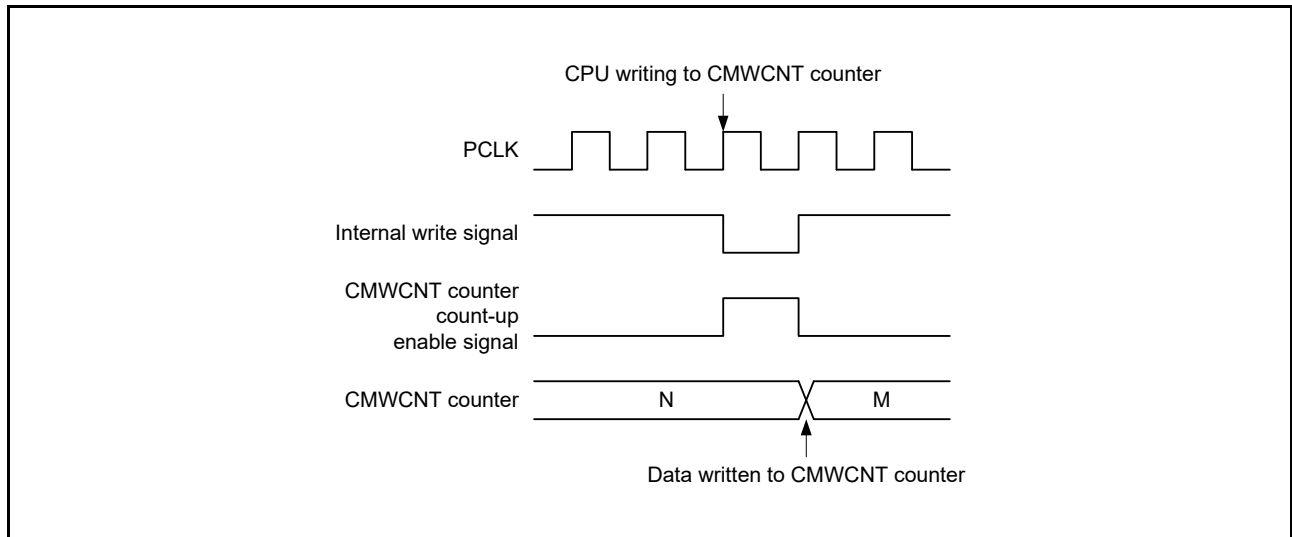 CPU writing to CMWCNT counter
PCLK
Internal write signal
CMWCNT counter
count-up
enable signal
CMWCNT counter
N
M
Data written to CMWCNT counter